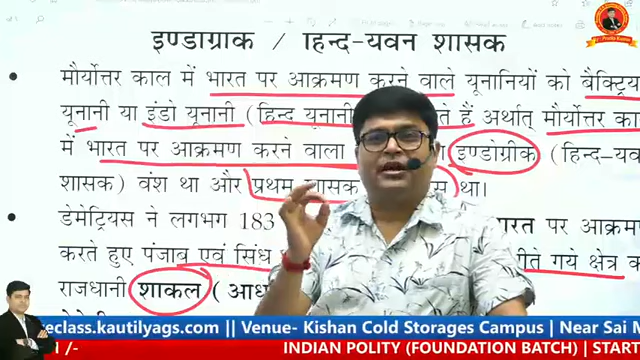 इण्डोग्रीक / हिन्द-यवन शासक
मौर्योत्तर काल में भारत पर आक्रमण करने वाले यूनानियों को बैक्ट्रिय
यूनानी या इंडो यूनानी (हिन्द यूनानी ते हैं अर्थात् मौर्योत्तर का
में भारत पर आक्रमण करने वाला इण्डोग्रीक (हिन्द-यव
शासक) वंश था और प्रथम शासक स था।
डेमेट्रियस ने लगभग 183 रत पर आक्रम
करते हुए पंजाब एवं सिंध ीते गये क्षेत्र क
राजधानी शाकल ( आध
eclass.kautilyags.com || Venue- Kishan Cold Storages Campus | Near Sai M
N /- INDIAN POLITY (FOUNDATION BATCH) | START